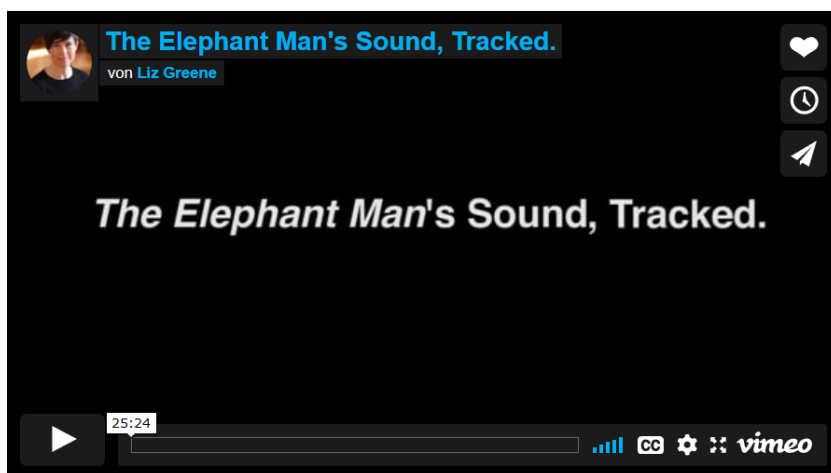 The Elephant Man's Sound, Tracked.
von Liz Greene
The Elephant Man's Sound, Tracked.
25:24
CC
vimeo